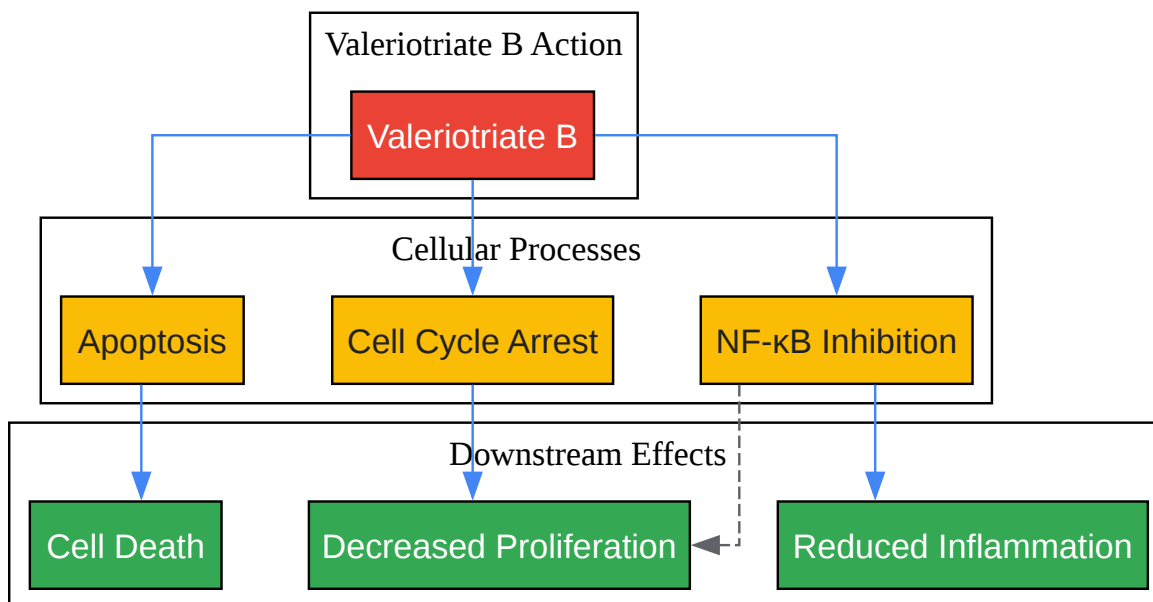 Valeriotriate B Action
Valeriotriate B
Cellular Processes
Apoptosis
Cell Cycle Arrest
NF-κB Inhibition
Downstream Effects
Cell Death
Decreased Proliferation
Reduced Inflammation